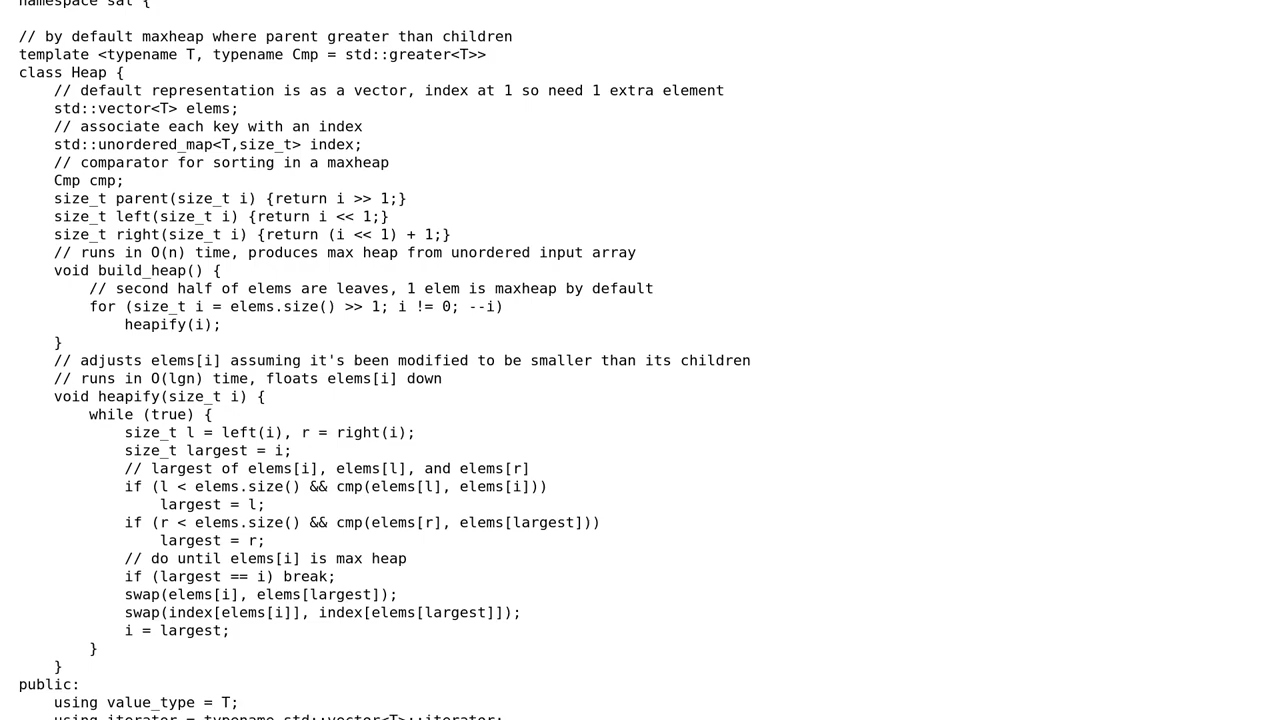 namespace sat {
// by default maxheap where parent greater than children
template <typename T, typename Cmp = std::greater<T>>
class Heap {
// default representation is as a vector, index at 1 so need 1 extra element
std::vector<T> elems;
// associate each key with an index
std::unordered_map<T,size_t> index;
// comparator for sorting in a maxheap
Cmp cmp;
size_t parent(size_t i) {return i >> 1;}
size_t left(size_t i) {return i << 1;}
size_t right(size_t i) {return (i << 1) + 1;}
// runs in O(n) time, produces max heap from unordered input array
void build_heap() {
// second half of elems are leaves, 1 elem is maxheap by default
for (size_t i = elems.size() >> 1; i != 0; --i)
heapify(i);
}
// adjusts elems[i] assuming it's been modified to be smaller than its children
// runs in O(lgn) time, floats elems[i] down
void heapify(size_t i) {
while (true) {
size_t l = left(i), r = right(i);
size_t largest = i;
// largest of elems[i], elems[l], and elems[r]
if (l < elems.size() && cmp(elems[l], elems[i]))
largest = l;
if (r < elems.size() && cmp(elems[r], elems[largest]))
largest = r;
// do until elems[i] is max heap
if (largest == i) break;
swap(elems[i], elems[largest]);
swap(index[elems[i]], index[elems[largest]]);
i = largest;
}
}
public:
using value_type = T;
using iterator = typename std::vector<T>::iterator;